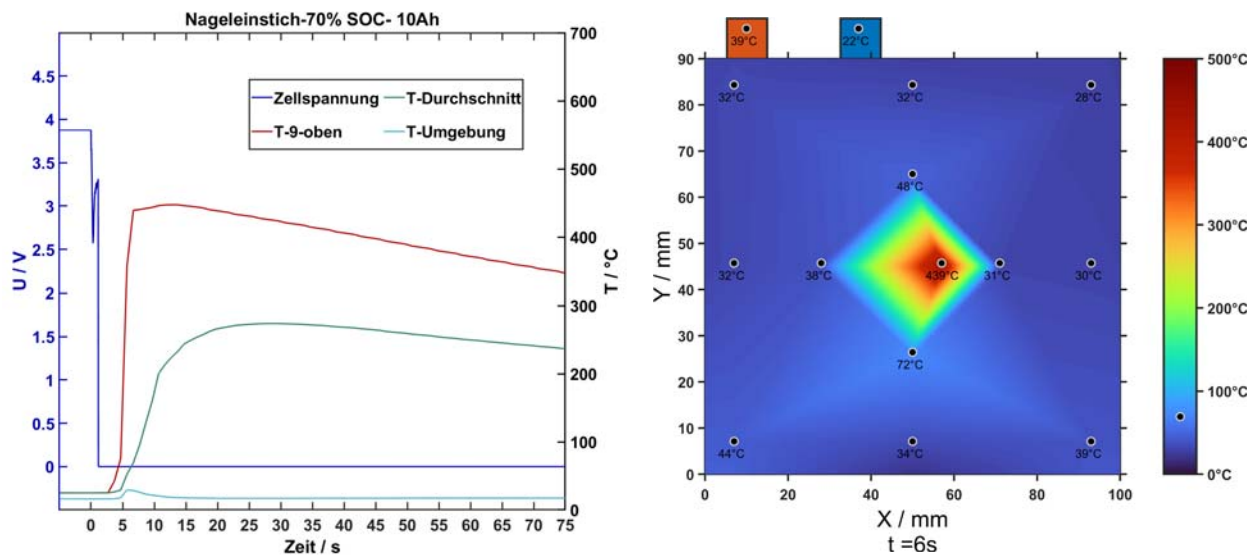 Nageleinstich-70% SOC- 10Ah
U / V
4.5
4
3.5
3
2.5
2
1.5
1
0.5
0
Zellspannung
T-9-oben
T-Durchschnitt
T-Umgebung
700
600
500
400
300
200
100
0
T / °C
0 5 10 15 20 25 30 35 40 45 50 55 60 65 70 75
Zeit / s
39°C 22°C
90
80
70
60
50
40
30
20
10
0
Y / mm
32°C 32°C 28°C
48°C
32°C 38°C 439°C 31°C 30°C
72°C
44°C 34°C 39°C
0 20 40 60 80 100
X / mm
t =6s
500°C
400°C
300°C
200°C
100°C
0°C